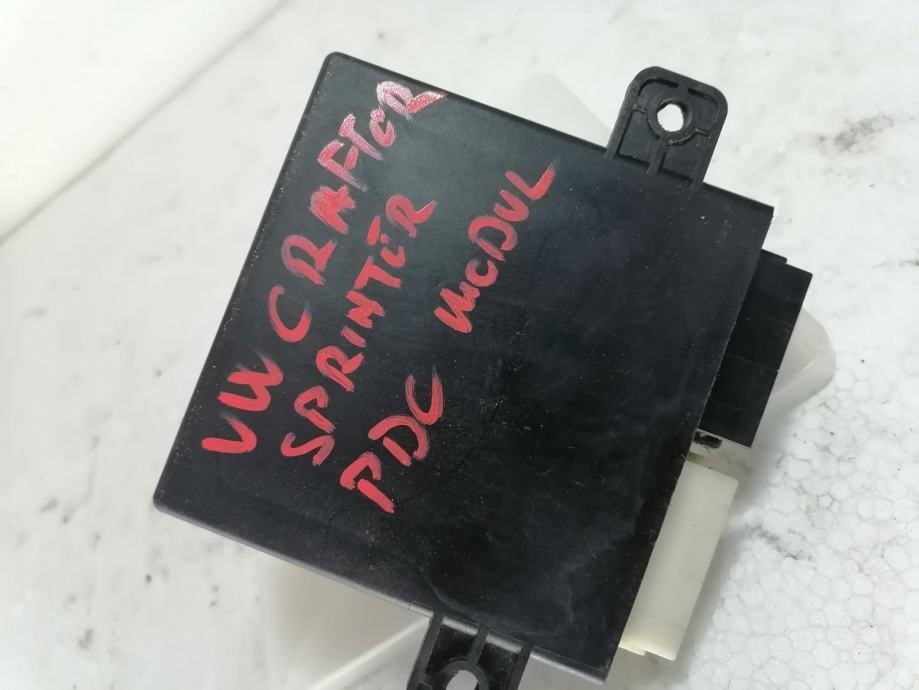 VW CRAFTER
SPRINTER
PDC MODUL